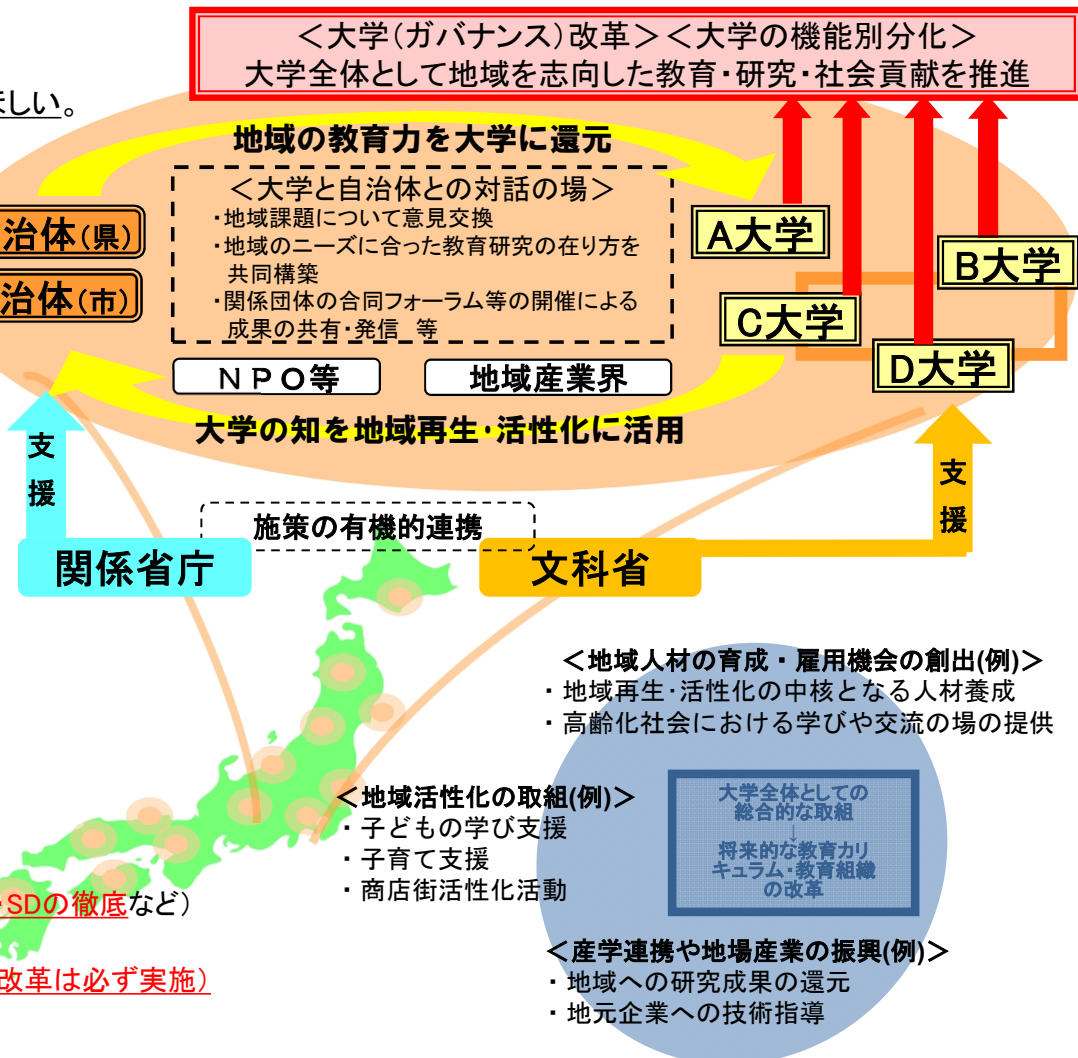 ＜大学（ガバナンス）改革＞＜大学の機能別分化＞
大学全体として地域を志向した教育・研究・社会貢献を推進
ほしい。
地域の教育力を大学に還元
＜大学と自治体との対話の場＞
・地域課題について意見交換
・地域のニーズに合った教育研究の在り方を
共同構築
・関係団体の合同フォーラム等の開催による
成果の共有・発信 等
治体（県）
治体（市）
A大学
B大学
C大学
D大学
ＮＰＯ等
地域産業界
大学の知を地域再生・活性化に活用
支援
支援
施策の有機的連携
関係省庁
文科省
＜地域人材の育成・雇用機会の創出(例)＞
・地域再生・活性化の中核となる人材養成
・高齢化社会における学びや交流の場の提供
＜地域活性化の取組(例)＞
・子どもの学び支援
・子育て支援
・商店街活性化活動
大学全体としての
総合的な取組
↓
将来的な教育カリ
キュラム・教育組織
の改革
・SDの徹底など）
改革は必ず実施）
＜産学連携や地場産業の振興(例)＞
・地域への研究成果の還元
・地元企業への技術指導